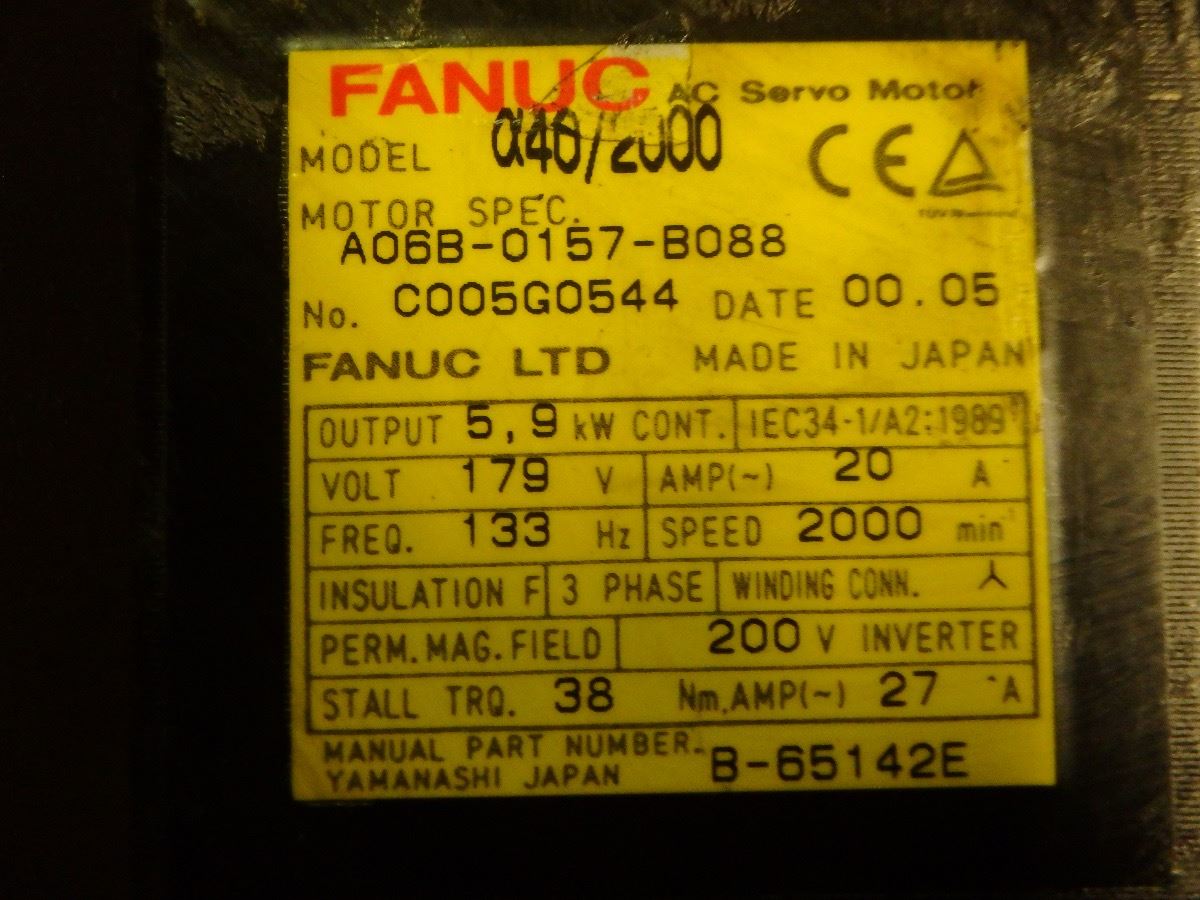 FANUC AC Servo Motor
MODEL α40/2000
CE
MOTOR SPEC.
A06B-0157-B088
No. C005G0544 DATE 00.05
FANUC LTD MADE IN JAPAN
OUTPUT 5,9 kW CONT. IEC34-1/A2:1989
VOLT 179 V AMP(~) 20 A
FREQ. 133 Hz SPEED 2000 min⁻¹
INSULATION F 3 PHASE WINDING CONN.
PERM.MAG.FIELD 200 V INVERTER
STALL TRQ. 38 Nm,AMP(~) 27 A
MANUAL PART NUMBER. B-65142E
YAMANASHI JAPAN